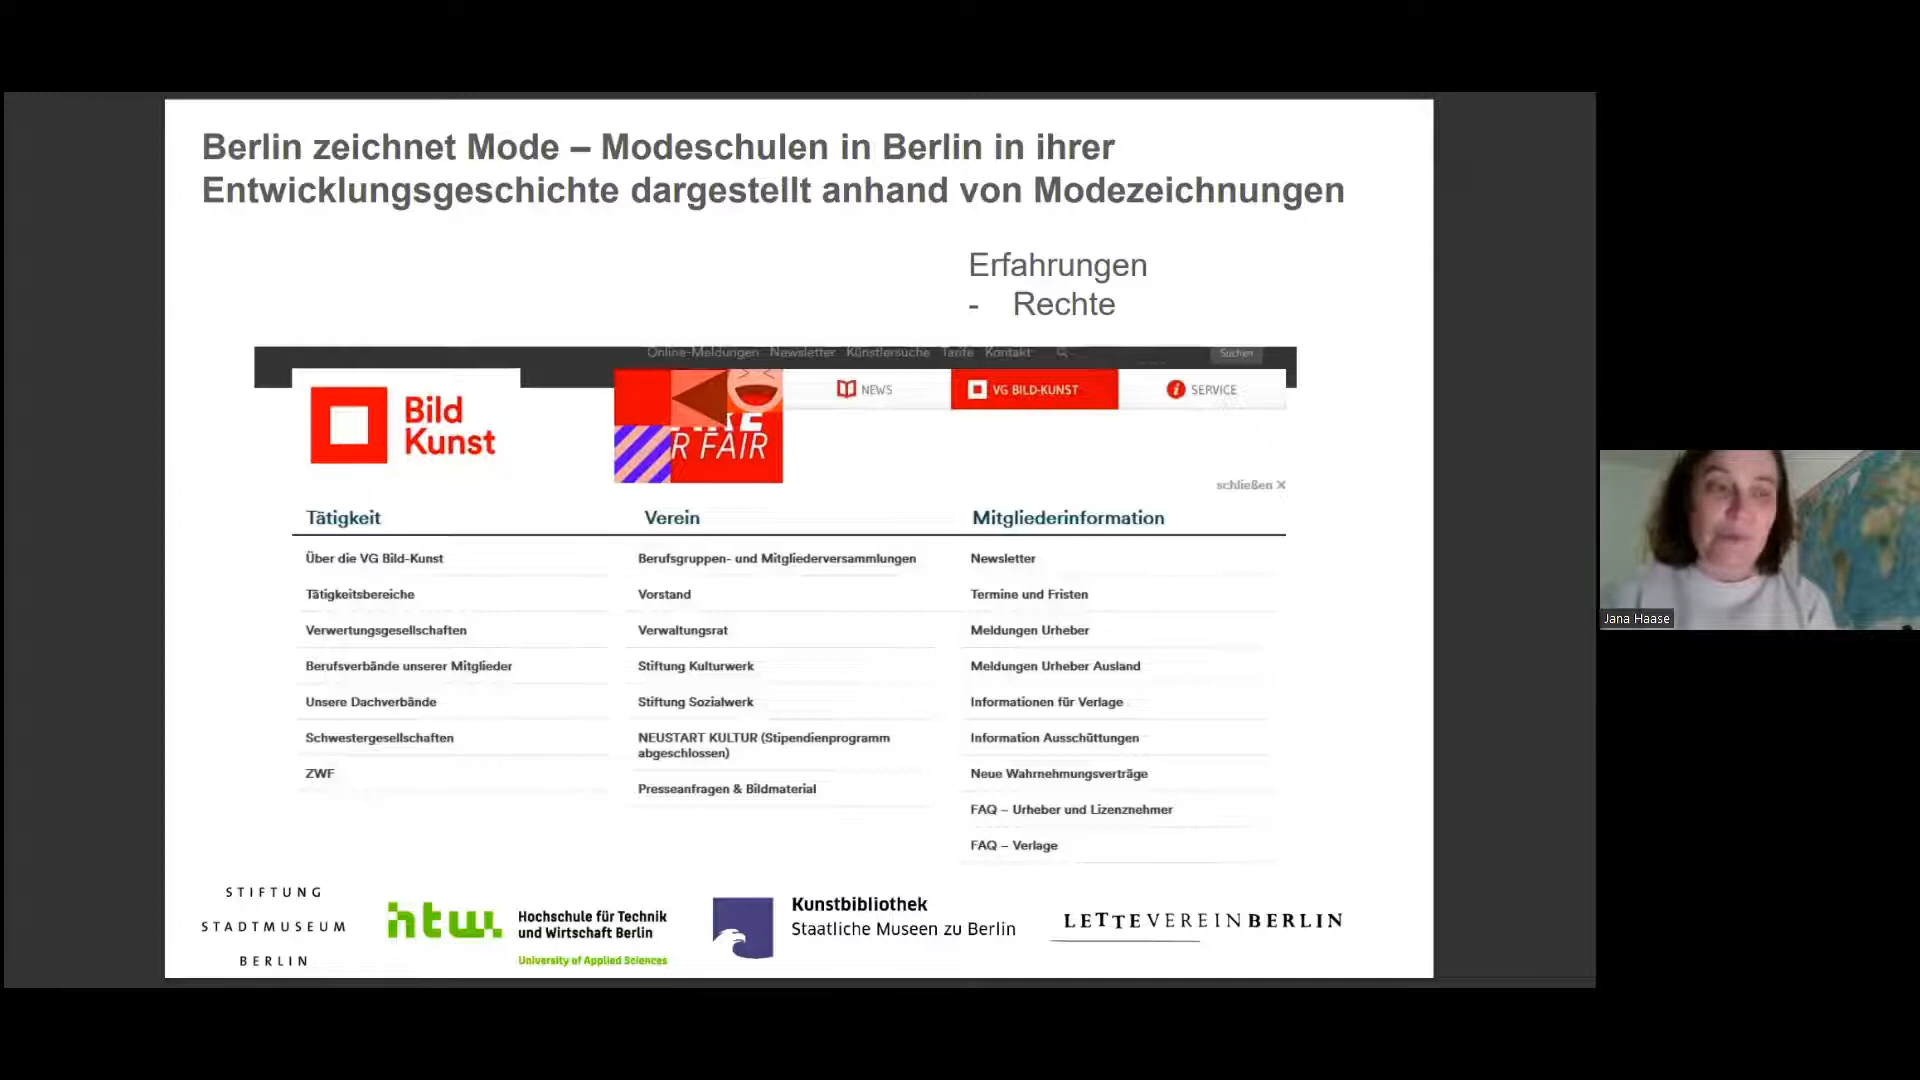 Berlin zeichnet Mode – Modeschulen in Berlin in ihrer
Entwicklungsgeschichte dargestellt anhand von Modezeichnungen
Erfahrungen
- Rechte
Online-Meldungen Newsletter Künstlersuche Tarife Kontakt Suchen
Bild
Kunst
R FAIR
NEWS
VG BILD-KUNST
SERVICE
schließen X
Tätigkeit
Über die VG Bild-Kunst
Tätigkeitsbereiche
Verwertungsgesellschaften
Berufsverbände unserer Mitglieder
Unsere Dachverbände
Schwestergesellschaften
ZWF
Verein
Berufsgruppen- und Mitgliederversammlungen
Vorstand
Verwaltungsrat
Stiftung Kulturwerk
Stiftung Sozialwerk
NEUSTART KULTUR (Stipendienprogramm
abgeschlossen)
Presseanfragen & Bildmaterial
Mitgliederinformation
Newsletter
Termine und Fristen
Meldungen Urheber
Meldungen Urheber Ausland
Informationen für Verlage
Information Ausschüttungen
Neue Wahrnehmungsverträge
FAQ – Urheber und Lizenznehmer
FAQ – Verlage
STIFTUNG
STADTMUSEUM
BERLIN
htw.
Hochschule für Technik
und Wirtschaft Berlin
University of Applied Sciences
Kunstbibliothek
Staatliche Museen zu Berlin
LETTEVEREINBERLIN
Jana Haase